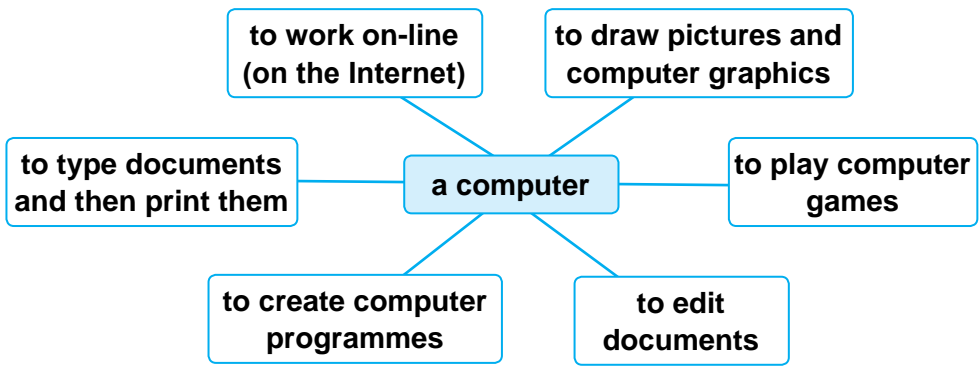 to work on-line
(on the Internet)
to draw pictures and
computer graphics
to type documents
and then print them
a computer
to play computer
games
to create computer
programmes
to edit
documents